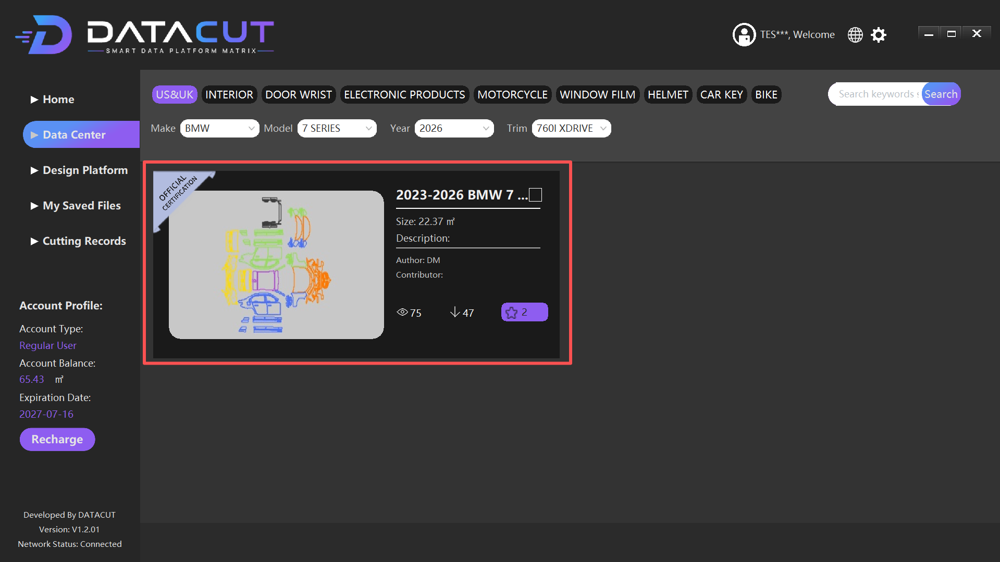 DATACUT
SMART DATA PLATFORM MATRIX
TES***, Welcome
Home
Data Center
Design Platform
My Saved Files
Cutting Records
US&UK INTERIOR DOOR WRIST ELECTRONIC PRODUCTS MOTORCYCLE WINDOW FILM HELMET CAR KEY BIKE
Search keywords Search
Make BMW Model 7 SERIES Year 2026 Trim 760I XDRIVE
OFFICIAL
CERTIFICATION
2023-2026 BMW 7 ...
Size: 22.37 ㎡
Description:
Author: DM
Contributor:
75 47 2
Account Profile:
Account Type:
Regular User
Account Balance:
65.43 ㎡
Expiration Date:
2027-07-16
Recharge
Developed By DATACUT
Version: V1.2.01
Network Status: Connected